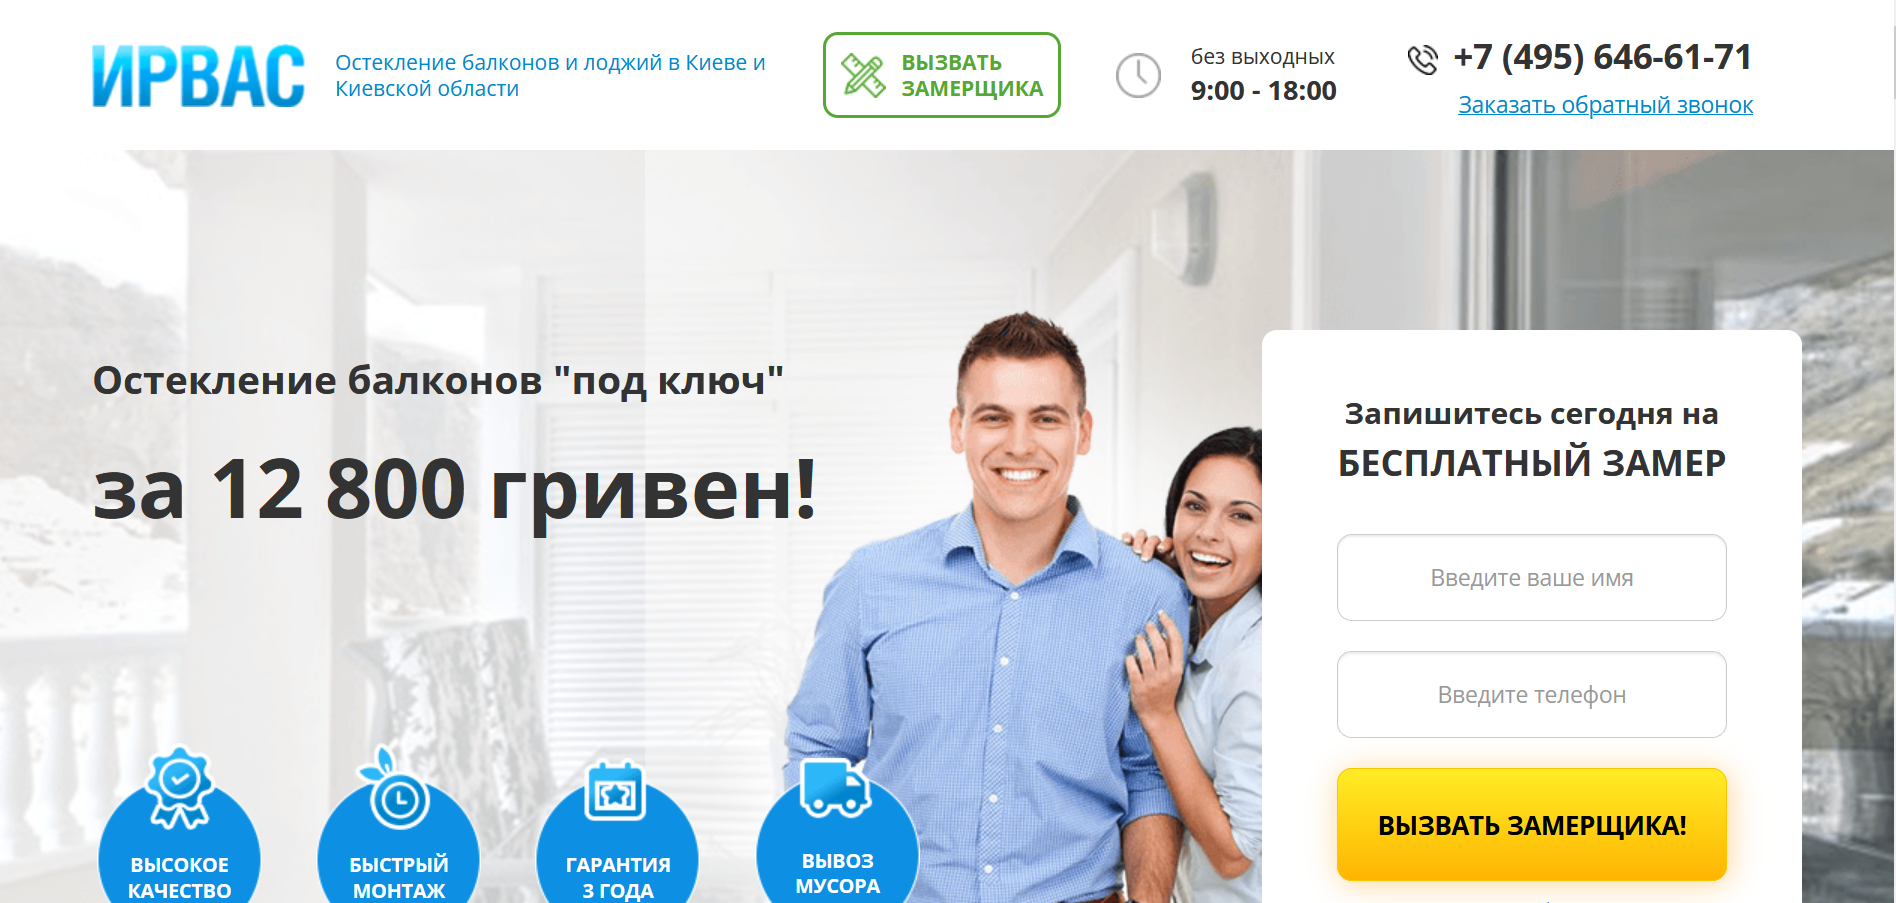 ИРВАС
Остекление балконов и лоджий в Киеве и
Киевской области
ВЫЗВАТЬ
ЗАМЕРЩИКА
без выходных
9:00 - 18:00
+7 (495) 646-61-71
Заказать обратный звонок
Остекление балконов "под ключ"
за 12 800 гривен!
Запишитесь сегодня на
БЕСПЛАТНЫЙ ЗАМЕР
Введите ваше имя
Введите телефон
ВЫЗВАТЬ ЗАМЕРЩИКА!
ВЫСОКОЕ
КАЧЕСТВО
БЫСТРЫЙ
МОНТАЖ
ГАРАНТИЯ
3 ГОДА
ВЫВОЗ
МУСОРА